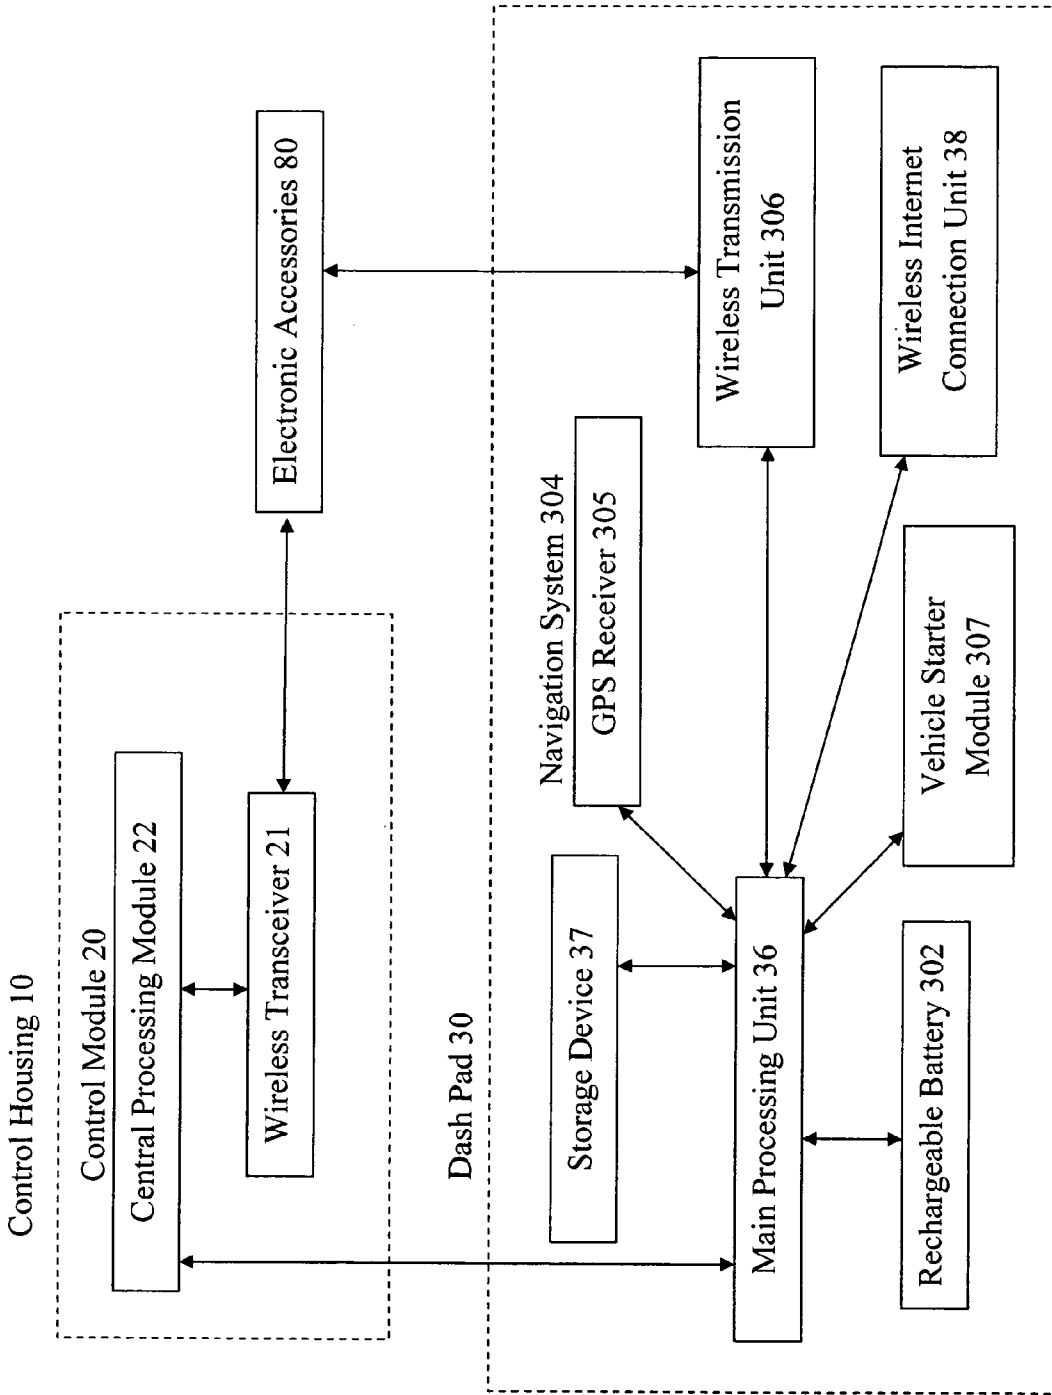 Control Housing 10
Control Module 20
Central Processing Module 22
Wireless Transceiver 21
Electronic Accessories 80
Dash Pad 30
Storage Device 37
Navigation System 304
GPS Receiver 305
Main Processing Unit 36
Wireless Transmission
Unit 306
Rechargeable Battery 302
Vehicle Starter
Module 307
Wireless Internet
Connection Unit 38